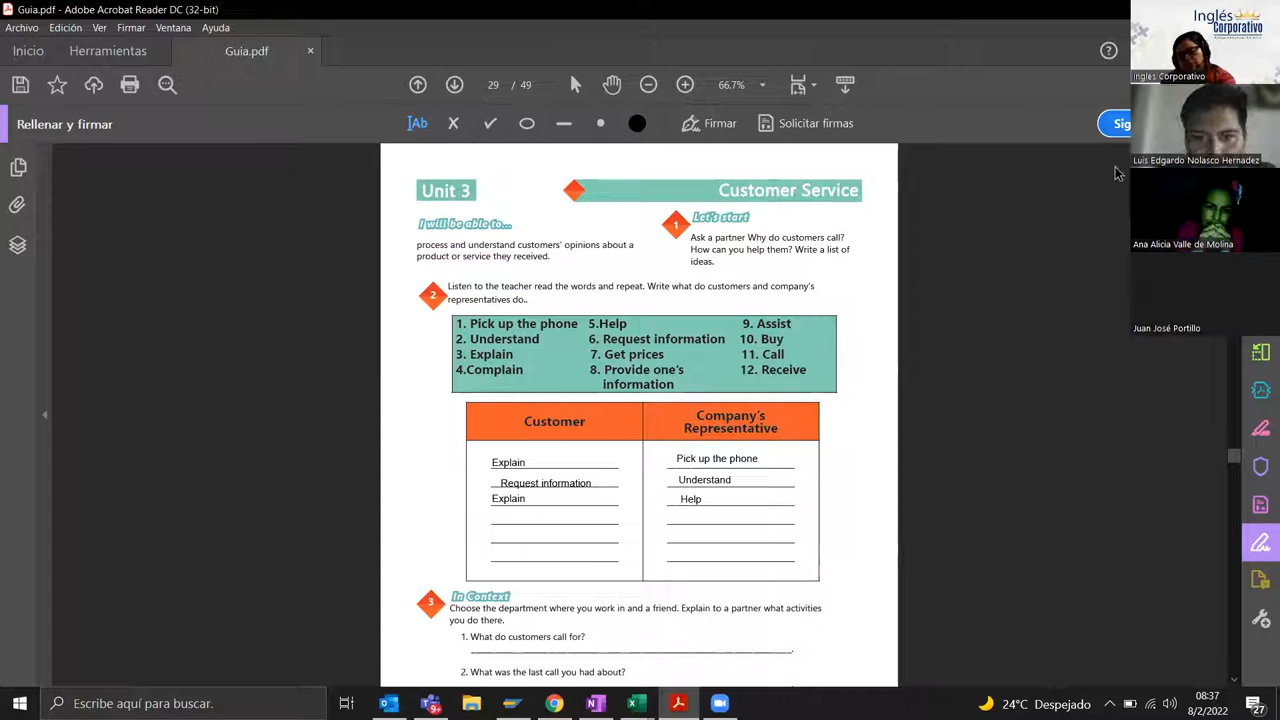 Guia.pdf - Adobe Acrobat Reader DC (32-bit)
Archivo Edición Ver Firmar Ventana Ayuda
Inicio Herramientas Guia.pdf ×
29 / 49 66.7%
Rellenar y firmar Firmar Solicitar firmas
Inglés
Corporativo
Ingles Corporativo
Luis Edgardo Nolasco Hernadez
Ana Alicia Valle de Molina
Juan José Portillo
Unit 3 Customer Service
I will be able to...
process and understand customers' opinions about a
product or service they received.
1 Let's start
Ask a partner Why do customers call?
How can you help them? Write a list of
ideas.
2 Listen to the teacher read the words and repeat. Write what do customers and company's
representatives do..
1. Pick up the phone 5.Help 9. Assist
2. Understand 6. Request information 10. Buy
3. Explain 7. Get prices 11. Call
4.Complain 8. Provide one's 12. Receive
information
Customer Company's
Representative
Explain Pick up the phone
Request information Understand
Explain Help
3 In Context
Choose the department where you work in and a friend. Explain to a partner what activities
you do there.
1. What do customers call for?
2. What was the last call you had about?
Escribe aquí para buscar. 24°C Despejado 08:37
8/2/2022 27